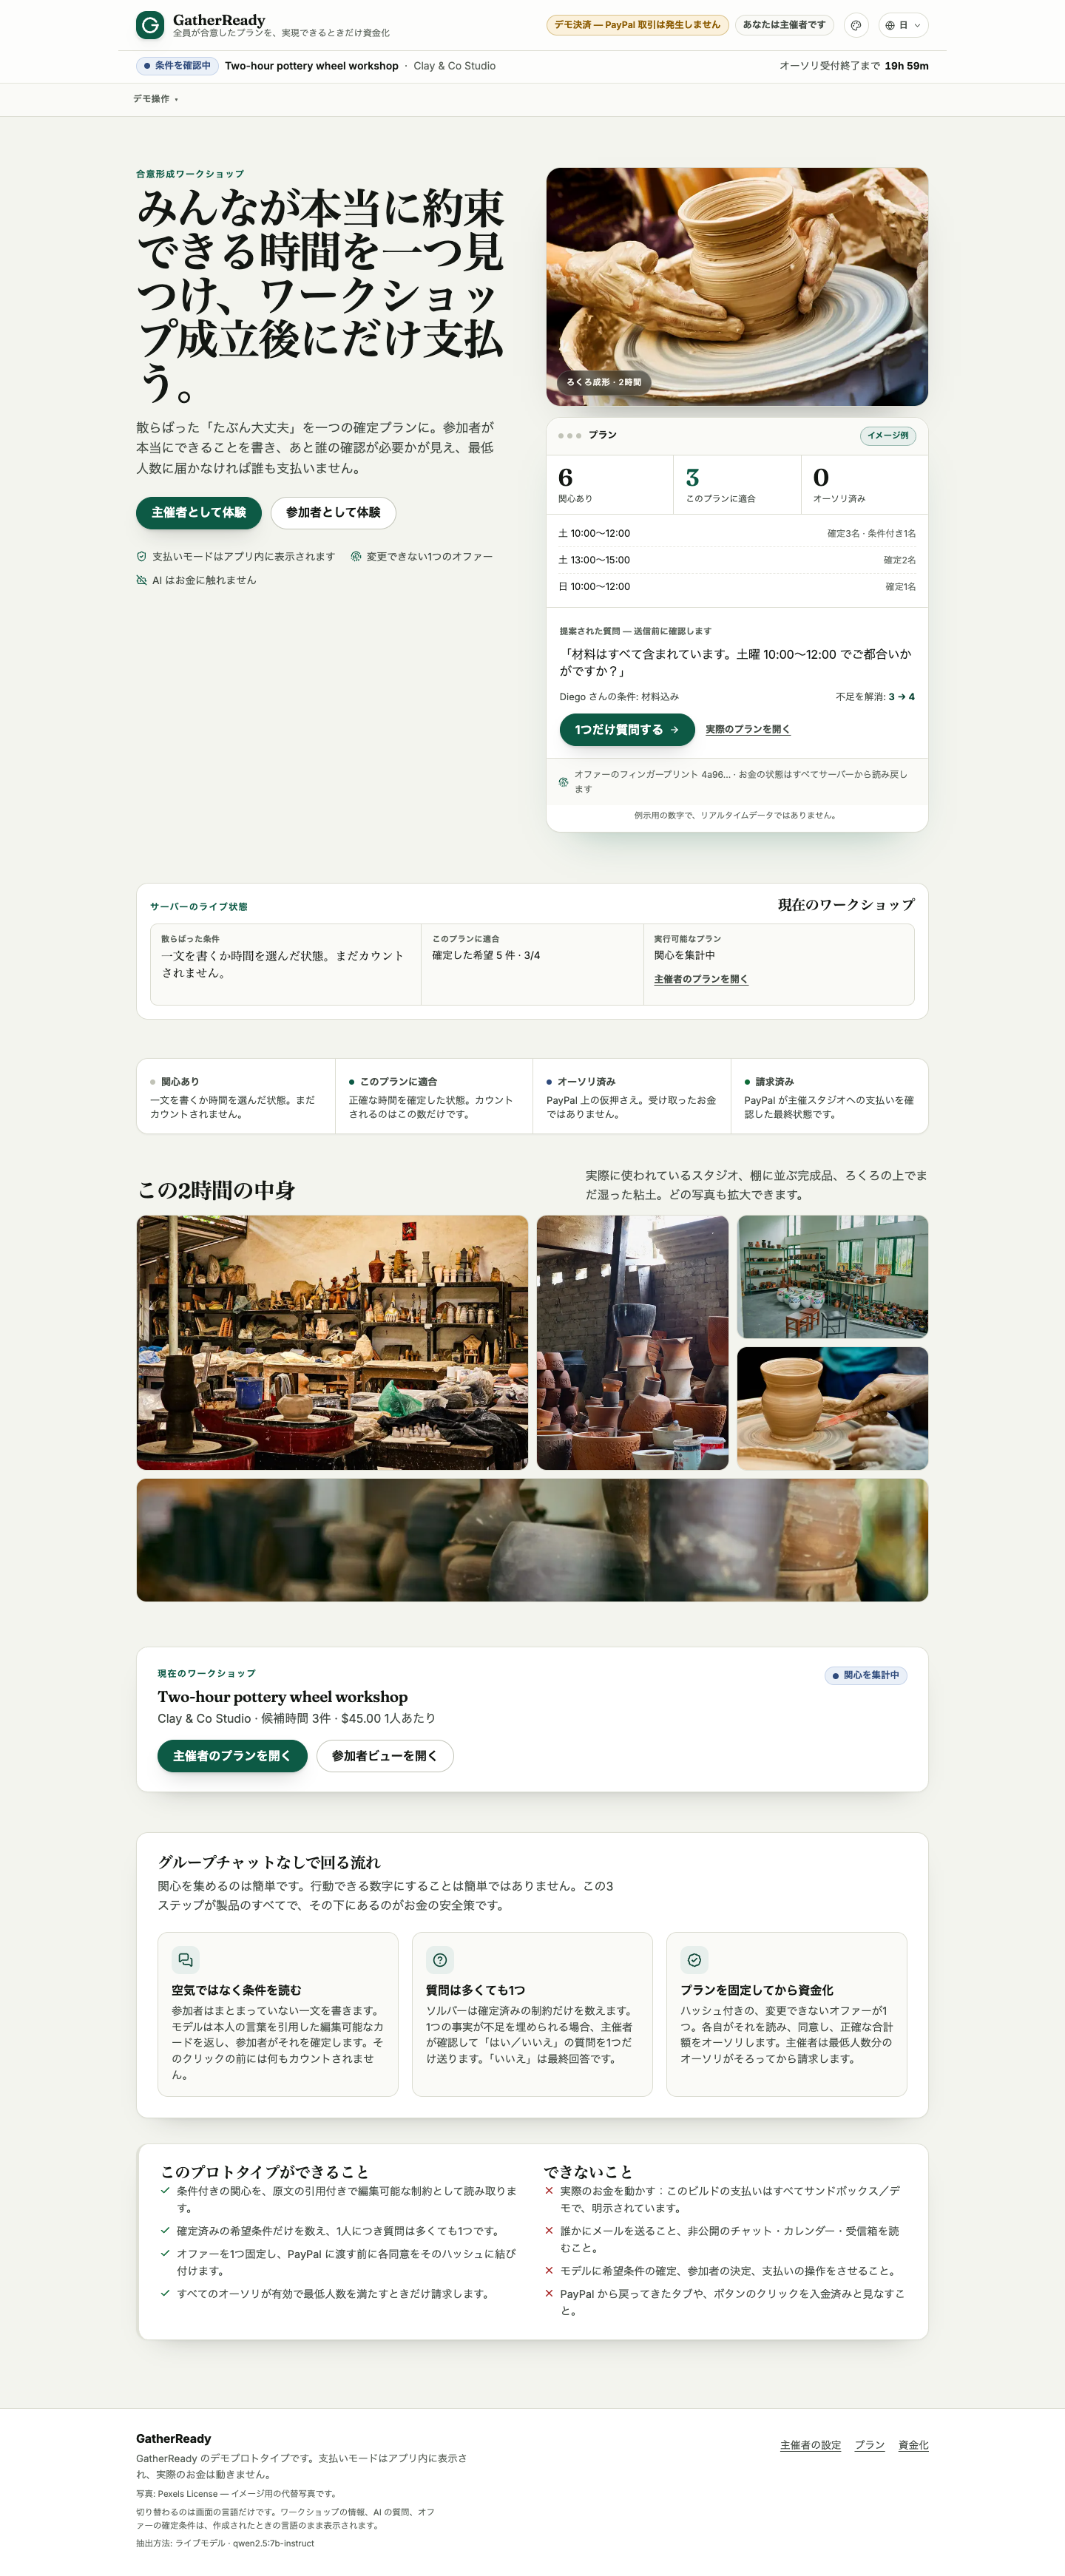 GatherReady
全員が合意したプランを、実現できるときだけ資金化
デモ決済 — PayPal 取引は発生しません
あなたは主催者です
日
条件を確認中 Two-hour pottery wheel workshop · Clay & Co Studio
オーソリ受付終了まで 19h 59m
デモ操作
合意形成ワークショップ
みんなが本当に約束
できる時間を一つ見
つけ、ワークショッ
プ成立後にだけ支払
う。
散らばった「たぶん大丈夫」を一つの確定プランに。参加者が
本当にできることを書き、あと誰の確認が必要かが見え、最低
人数に届かなければ誰も支払いません。
主催者として体験
参加者として体験
支払いモードはアプリ内に表示されます
変更できない1つのオファー
AI はお金に触れません
ろくろ成形 · 2時間
プラン
イメージ例
6
関心あり
3
このプランに適合
0
オーソリ済み
土 10:00〜12:00
確定3名 · 条件付き1名
土 13:00〜15:00
確定2名
日 10:00〜12:00
確定1名
提案された質問 — 送信前に確認します
「材料はすべて含まれています。土曜 10:00〜12:00 でご都合いか
がですか？」
Diego さんの条件: 材料込み
不足を解消: 3 → 4
1つだけ質問する →
実際のプランを開く
オファーのフィンガープリント 4a96… · お金の状態はすべてサーバーから読み戻し
ます
例示用の数字で、リアルタイムデータではありません。
サーバーのライブ状態
現在のワークショップ
散らばった条件
一文を書くか時間を選んだ状態。まだカウント
されません。
このプランに適合
確定した希望 5 件 · 3/4
実行可能なプラン
関心を集計中
主催者のプランを開く
関心あり
一文を書くか時間を選んだ状態。まだ
カウントされません。
このプランに適合
正確な時間を確定した状態。カウント
されるのはこの数だけです。
オーソリ済み
PayPal 上の仮押さえ。受け取ったお金
ではありません。
請求済み
PayPal が主催スタジオへの支払いを確
認した最終状態です。
この2時間の中身
実際に使われているスタジオ、棚に並ぶ完成品、ろくろの上でま
だ湿った粘土。どの写真も拡大できます。
現在のワークショップ
関心を集計中
Two-hour pottery wheel workshop
Clay & Co Studio · 候補時間 3件 · $45.00 1人あたり
主催者のプランを開く
参加者ビューを開く
グループチャットなしで回る流れ
関心を集めるのは簡単です。行動できる数字にすることは簡単ではありません。この3
ステップが製品のすべてで、その下にあるのがお金の安全策です。
空気ではなく条件を読む
参加者はまとまっていない一文を書きます。
モデルは本人の言葉を引用した編集可能なカ
ードを返し、参加者がそれを確定します。そ
のクリックの前には何もカウントされませ
ん。
質問は多くても1つ
ソルバーは確定済みの制約だけを数えます。
1つの事実が不足を埋められる場合、主催者
が確認して「はい／いいえ」の質問を1つだ
け送ります。「いいえ」は最終回答です。
プランを固定してから資金化
ハッシュ付きの、変更できないオファーが1
つ。各自がそれを読み、同意し、正確な合計
額をオーソリします。主催者は最低人数分の
オーソリがそろってから請求します。
このプロトタイプができること
条件付きの関心を、原文の引用付きで編集可能な制約として読み取りま
す。
確定済みの希望条件だけを数え、1人につき質問は多くても1つです。
オファーを1つ固定し、PayPal に渡す前に各同意をそのハッシュに結び
付けます。
すべてのオーソリが有効で最低人数を満たすときだけ請求します。
できないこと
実際のお金を動かす：このビルドの支払いはすべてサンドボックス／デ
モで、明示されています。
誰かにメールを送ること、非公開のチャット・カレンダー・受信箱を読
むこと。
モデルに希望条件の確定、参加者の決定、支払いの操作をさせること。
PayPal から戻ってきたタブや、ボタンのクリックを入金済みと見なすこ
と。
GatherReady
GatherReady のデモプロトタイプです。支払いモードはアプリ内に表示さ
れ、実際のお金は動きません。
写真: Pexels License — イメージ用の代替写真です。
切り替わるのは画面の言語だけです。ワークショップの情報、AI の質問、オフ
ァーの確定条件は、作成されたときの言語のまま表示されます。
抽出方法: ライブモデル · qwen2.5:7b-instruct
主催者の設定 プラン 資金化